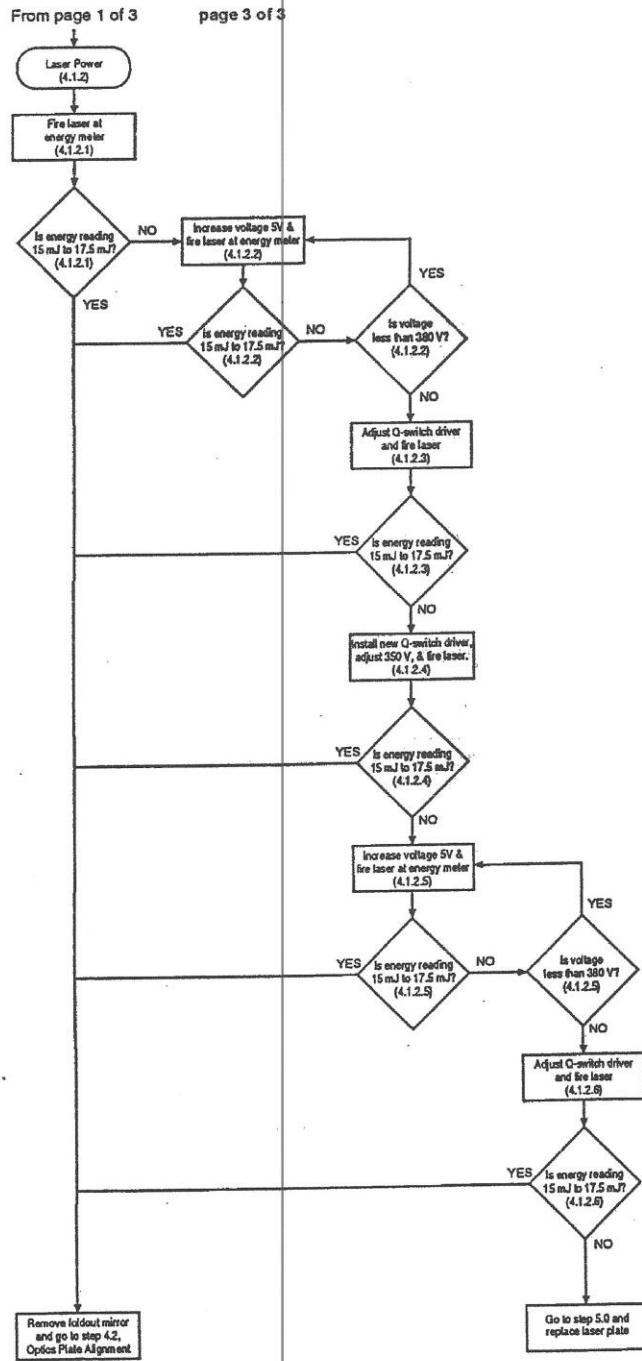 From page 1 of 3
page 3 of 3
Laser Power
(4.1.2)
Fire laser at
energy meter
(4.1.2.1)
Is energy reading
15 mJ to 17.5 mJ?
(4.1.2.1)
NO
YES
Increase voltage 5V &
fire laser at energy meter
(4.1.2.2)
Is energy reading
15 mJ to 17.5 mJ?
(4.1.2.2)
YES
NO
Is voltage
less than 380 V?
(4.1.2.2)
YES
NO
Adjust Q-switch driver
and fire laser
(4.1.2.3)
Is energy reading
15 mJ to 17.5 mJ?
(4.1.2.3)
YES
NO
Install new Q-switch driver,
adjust 350 V, & fire laser.
(4.1.2.4)
Is energy reading
15 mJ to 17.5 mJ?
(4.1.2.4)
YES
NO
Increase voltage 5V &
fire laser at energy meter
(4.1.2.5)
Is energy reading
15 mJ to 17.5 mJ?
(4.1.2.5)
YES
NO
Is voltage
less than 380 V?
(4.1.2.5)
YES
NO
Adjust Q-switch driver
and fire laser
(4.1.2.6)
Is energy reading
15 mJ to 17.5 mJ?
(4.1.2.6)
YES
NO
Remove foldout mirror
and go to step 4.2,
Optics Plate Alignment
Go to step 5.0 and
replace laser plate